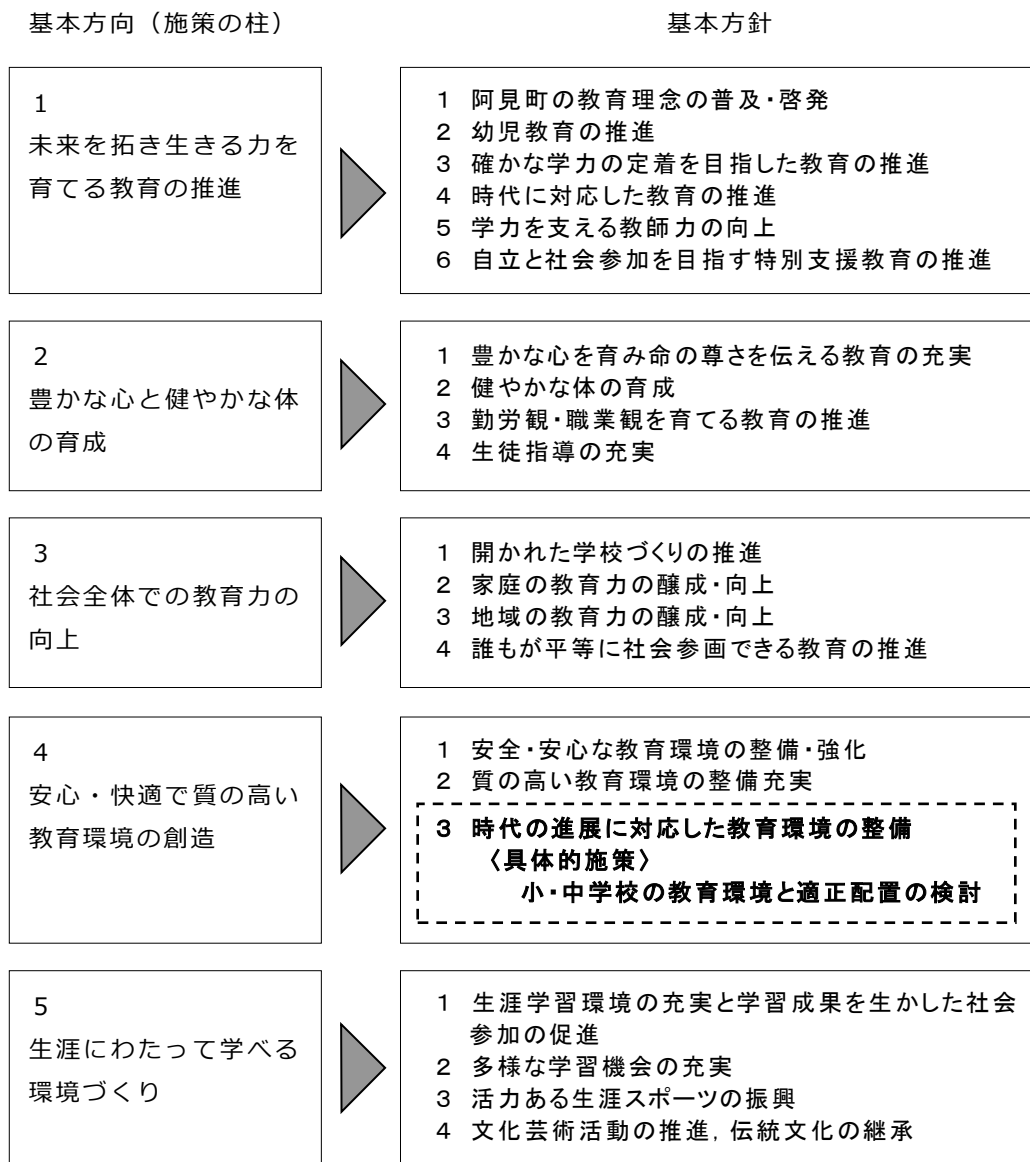 基本方向（施策の柱）
基本方針
1
未来を拓き生きる力を
育てる教育の推進
1 阿見町の教育理念の普及・啓発
2 幼児教育の推進
3 確かな学力の定着を目指した教育の推進
4 時代に対応した教育の推進
5 学力を支える教師力の向上
6 自立と社会参加を目指す特別支援教育の推進
2
豊かな心と健やかな体
の育成
1 豊かな心を育み命の尊さを伝える教育の充実
2 健やかな体の育成
3 勤労観・職業観を育てる教育の推進
4 生徒指導の充実
3
社会全体での教育力の
向上
1 開かれた学校づくりの推進
2 家庭の教育力の醸成・向上
3 地域の教育力の醸成・向上
4 誰もが平等に社会参画できる教育の推進
4
安心・快適で質の高い
教育環境の創造
1 安全・安心な教育環境の整備・強化
2 質の高い教育環境の整備充実
3 時代の進展に対応した教育環境の整備
〈具体的施策〉
小・中学校の教育環境と適正配置の検討
5
生涯にわたって学べる
環境づくり
1 生涯学習環境の充実と学習成果を生かした社会
参加の促進
2 多様な学習機会の充実
3 活力ある生涯スポーツの振興
4 文化芸術活動の推進，伝統文化の継承